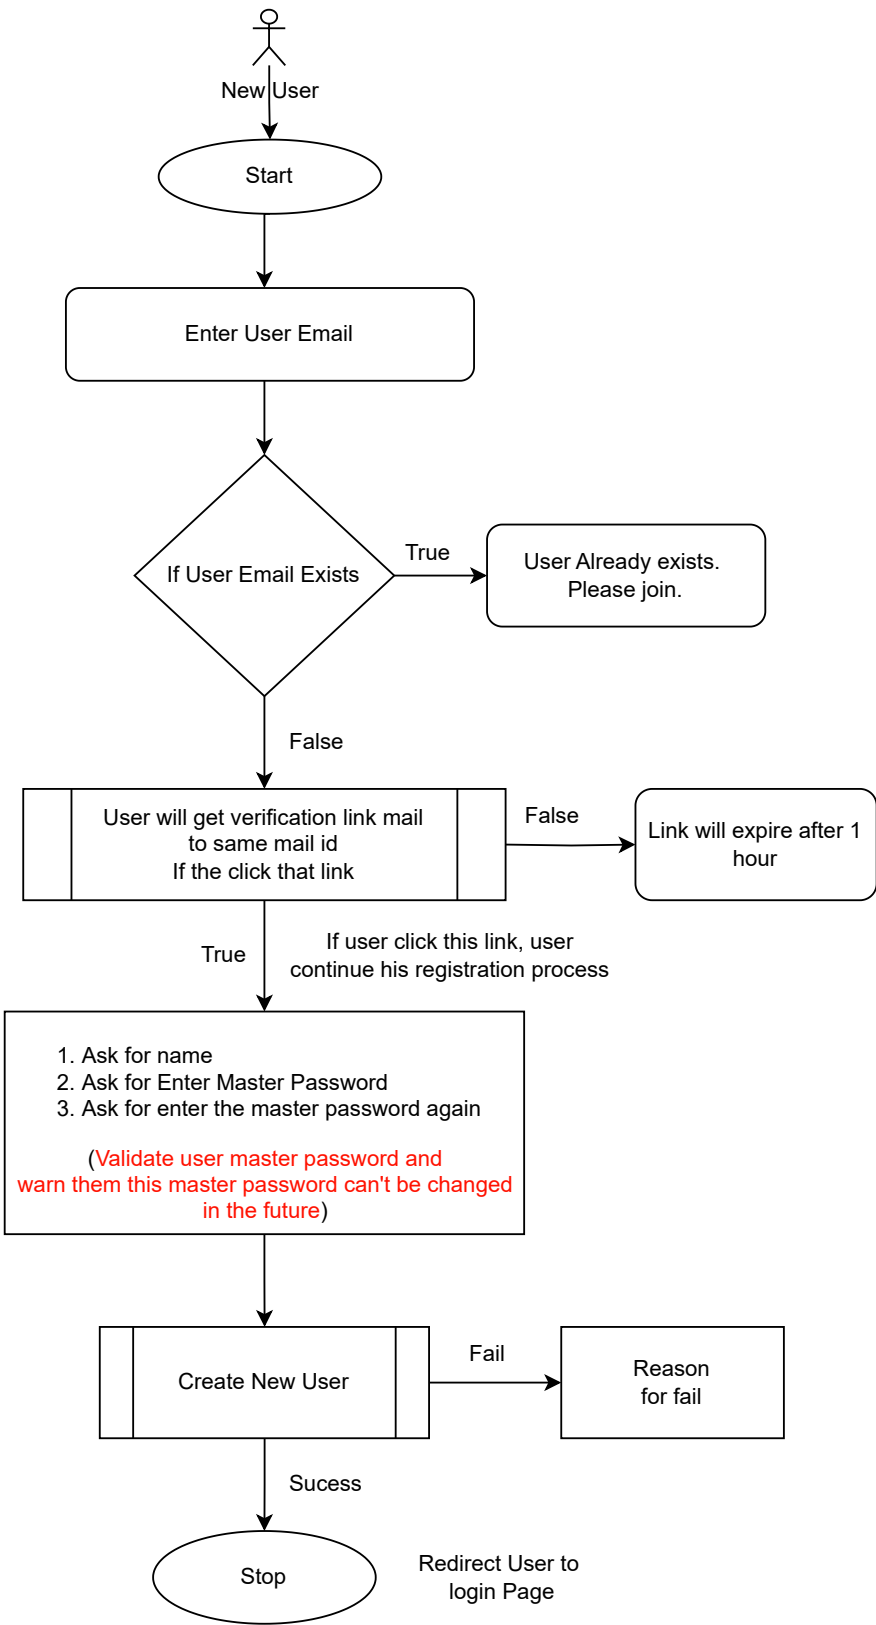 New User
Start
Enter User Email
If User Email Exists
True
User Already exists.
Please join.
False
User will get verification link mail
to same mail id
If the click that link
False
Link will expire after 1
hour
True
If user click this link, user
continue his registration process
1. Ask for name
2. Ask for Enter Master Password
3. Ask for enter the master password again
(Validate user master password and
warn them this master password can't be changed
in the future)
Create New User
Fail
Reason
for fail
Sucess
Stop
Redirect User to
login Page